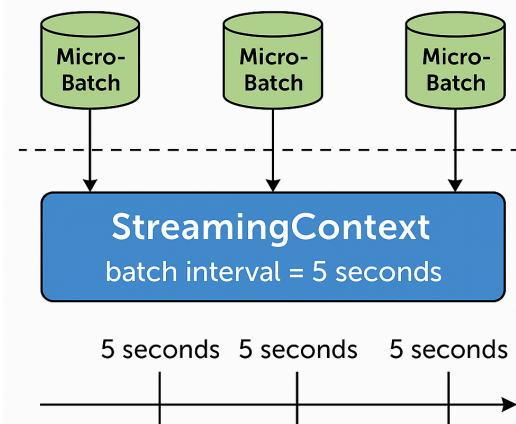 Micro-
Batch
Micro-
Batch
Micro-
Batch
StreamingContext
batch interval = 5 seconds
5 seconds 5 seconds 5 seconds